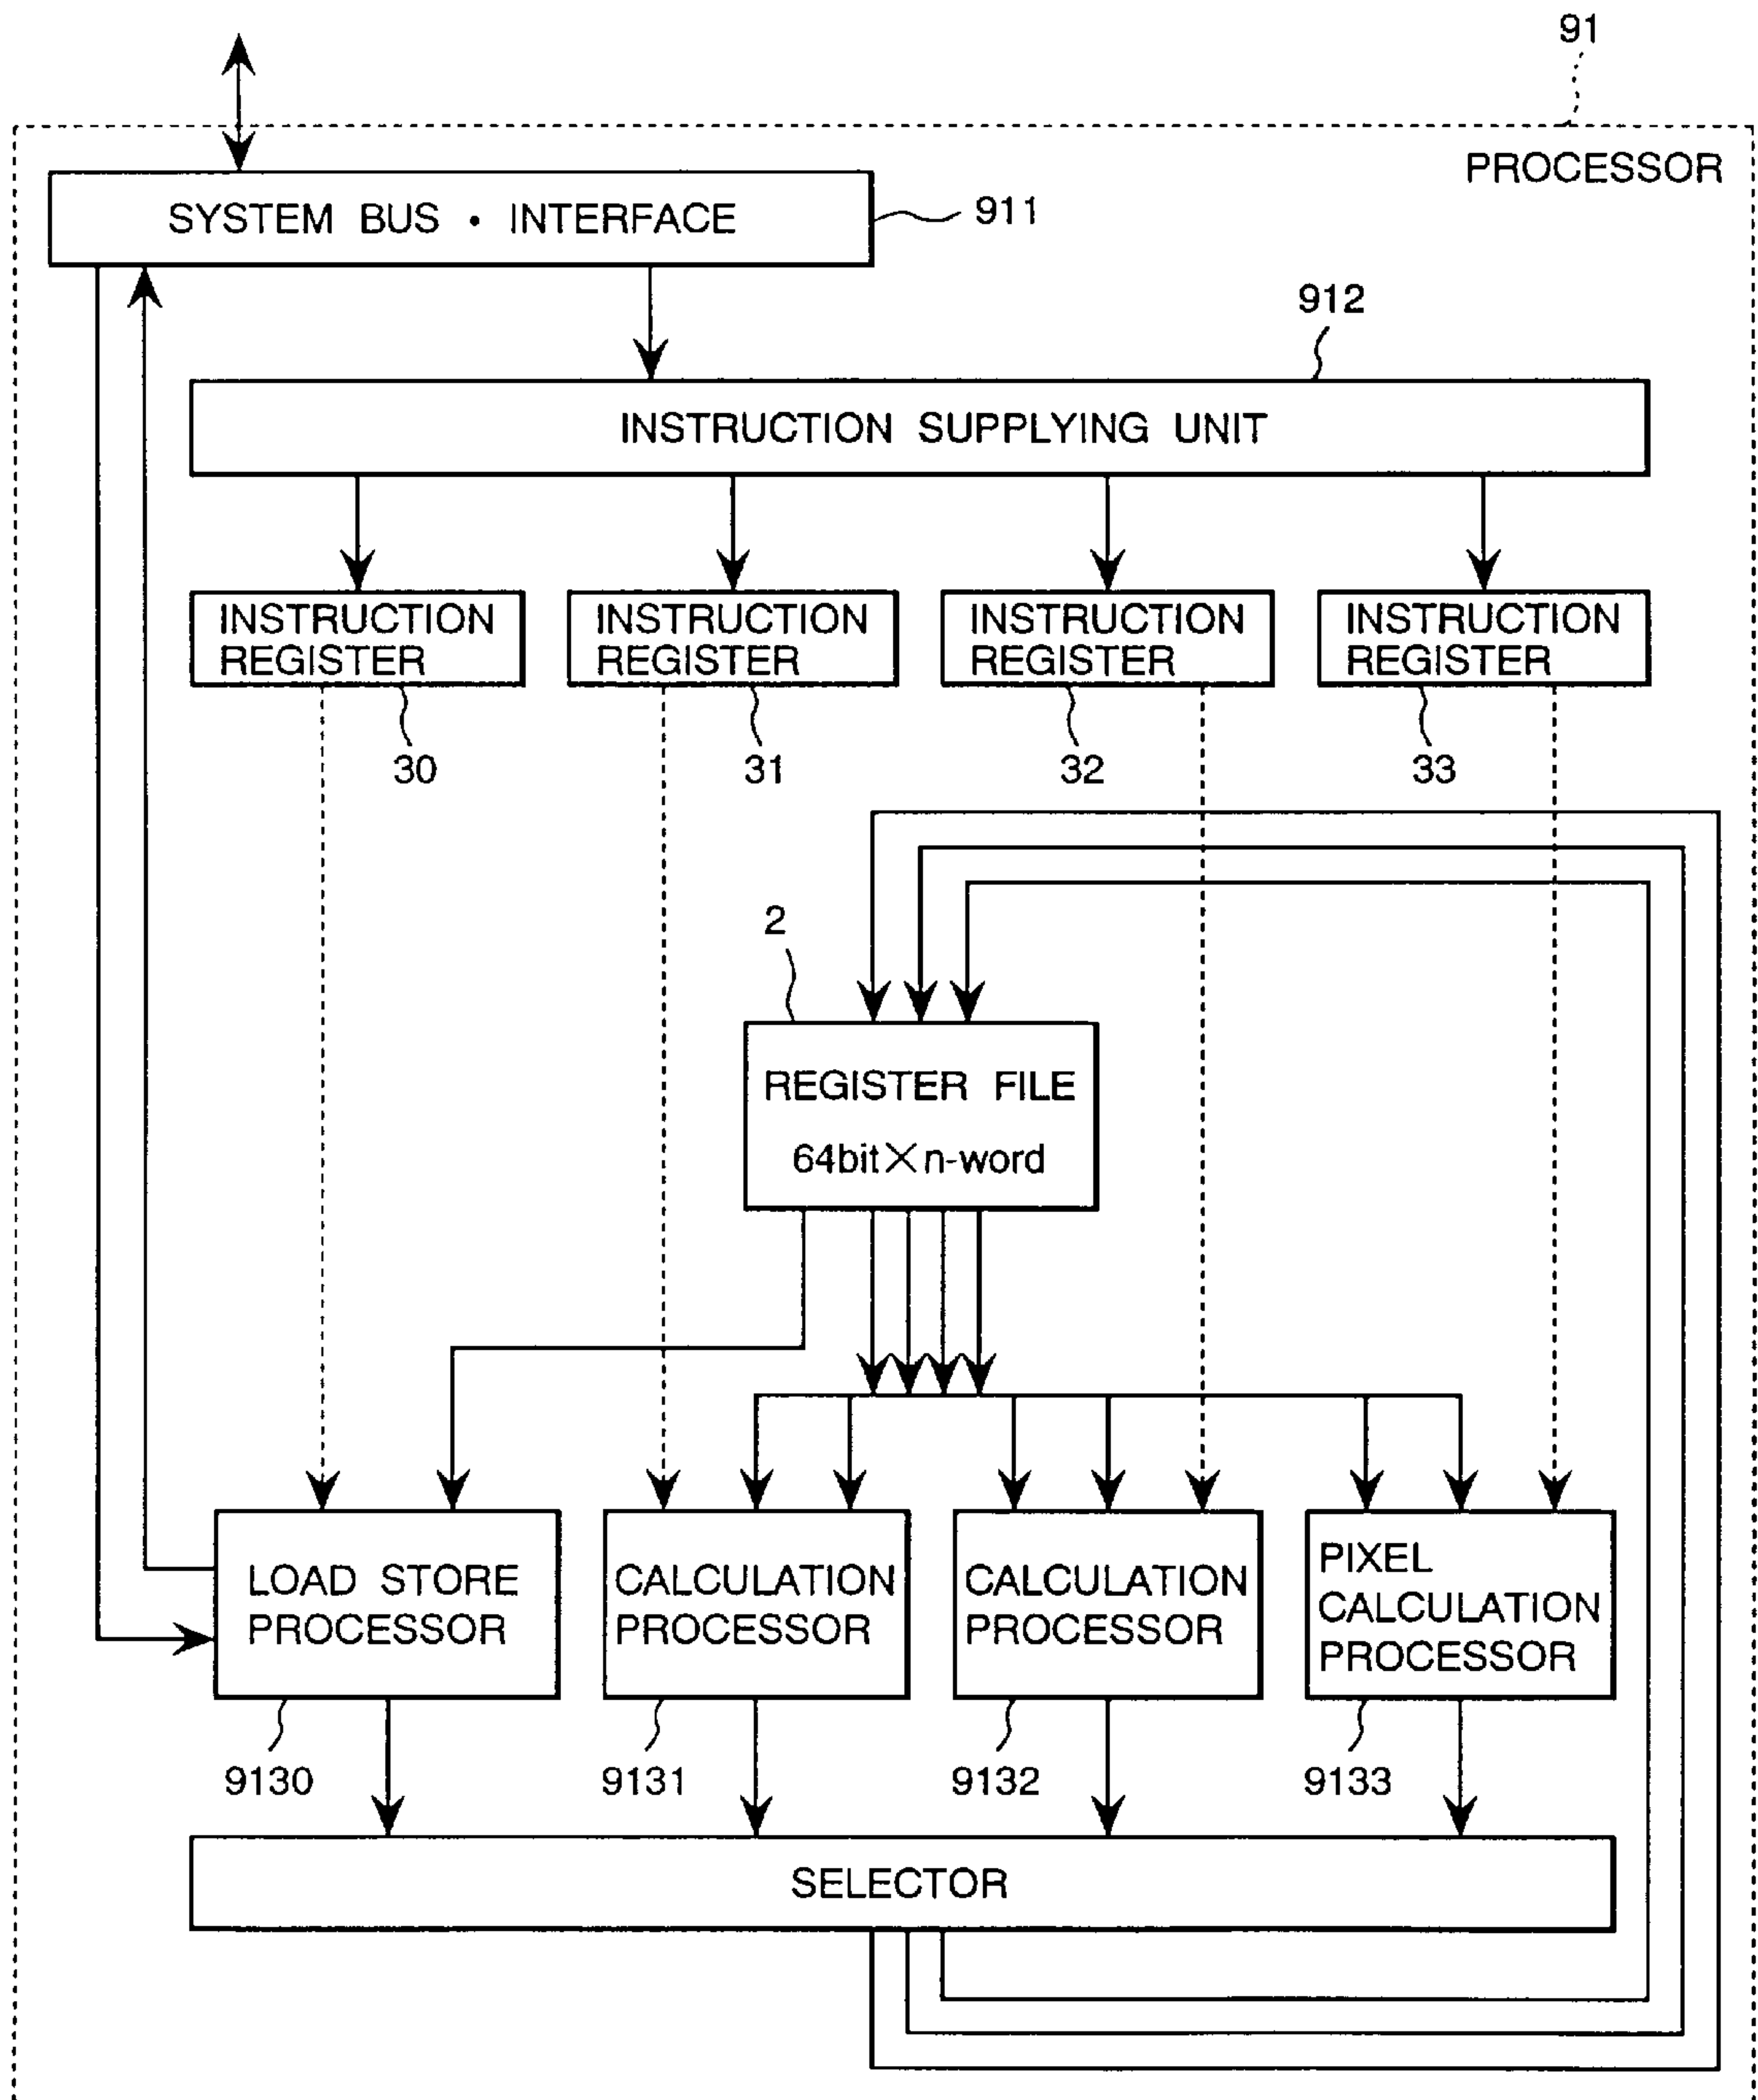 91
PROCESSOR
SYSTEM BUS • INTERFACE
911
912
INSTRUCTION SUPPLYING UNIT
INSTRUCTION
REGISTER
INSTRUCTION
REGISTER
INSTRUCTION
REGISTER
INSTRUCTION
REGISTER
30
31
32
33
2
REGISTER FILE
64bit×n-word
LOAD STORE
PROCESSOR
CALCULATION
PROCESSOR
CALCULATION
PROCESSOR
PIXEL
CALCULATION
PROCESSOR
9130
9131
9132
9133
SELECTOR